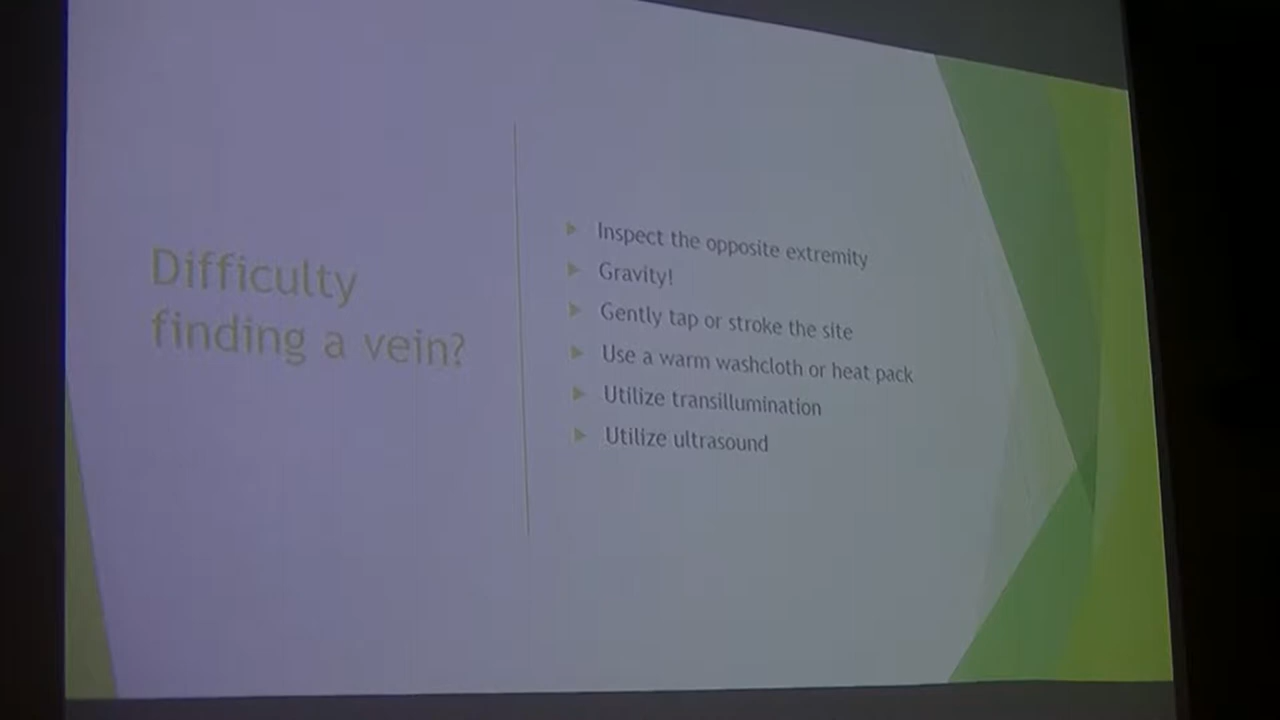 Difficulty
finding a vein?
Inspect the opposite extremity
Gravity!
Gently tap or stroke the site
Use a warm washcloth or heat pack
Utilize transillumination
Utilize ultrasound